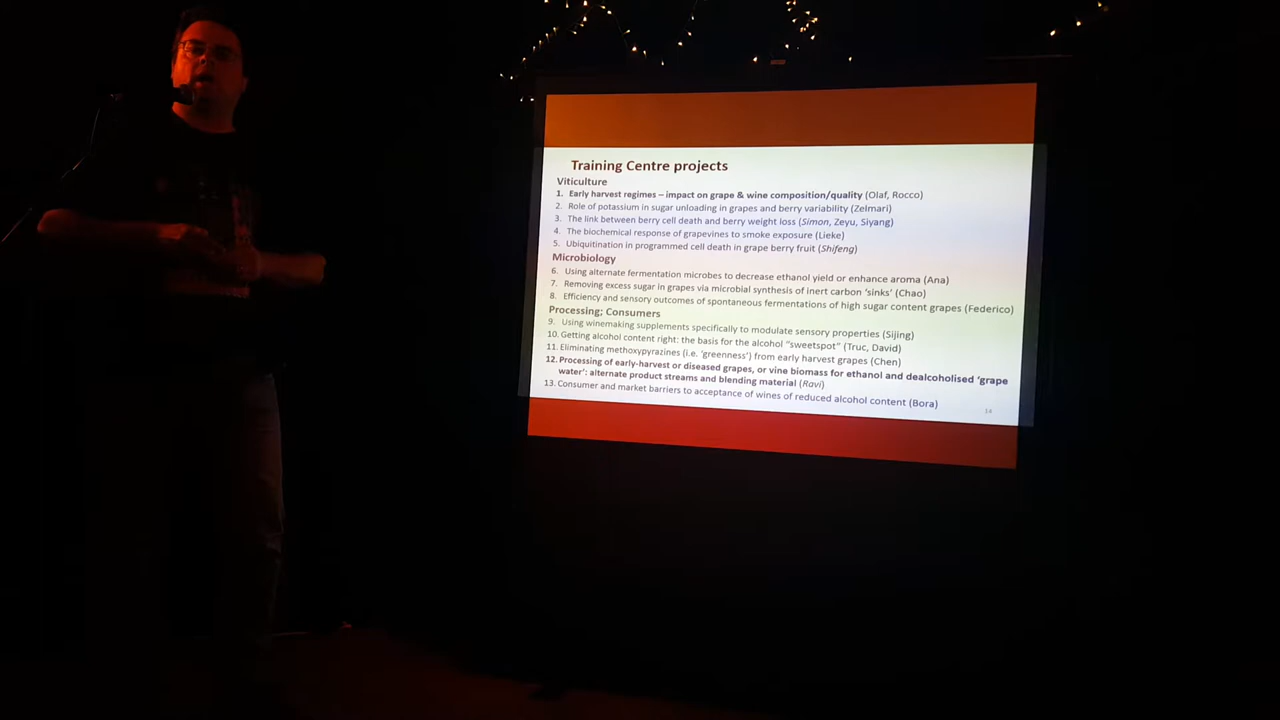 Training Centre projects
Viticulture
1. Early harvest regimes – impact on grape & wine composition/quality (Olaf, Rocco)
2. Role of potassium in sugar unloading in grapes and berry variability (Zelmari)
3. The link between berry cell death and berry weight loss (Simon, Zeyu, Siyang)
4. The biochemical response of grapevines to smoke exposure (Lieke)
5. Ubiquitination in programmed cell death in grape berry fruit (Shifeng)
Microbiology
6. Using alternate fermentation microbes to decrease ethanol yield or enhance aroma (Ana)
7. Removing excess sugar in grapes via microbial synthesis of inert carbon ‘sinks’ (Chao)
8. Efficiency and sensory outcomes of spontaneous fermentations of high sugar content grapes (Federico)
Processing; Consumers
9. Using winemaking supplements specifically to modulate sensory properties (Sijing)
10. Getting alcohol content right: the basis for the alcohol “sweetspot” (Truc, David)
11. Eliminating methoxypyrazines (i.e. ‘greenness’) from early harvest grapes (Chen)
12. Processing of early-harvest or diseased grapes, or vine biomass for ethanol and dealcoholised ‘grape
water’: alternate product streams and blending material (Ravi)
13. Consumer and market barriers to acceptance of wines of reduced alcohol content (Bora)
14